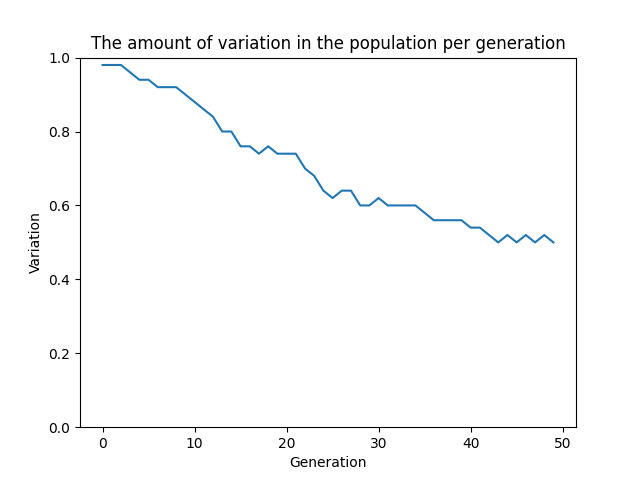 The amount of variation in the population per generation
1.0
0.8
0.6
0.4
0.2
0.0
Variation
0 10 20 30 40 50
Generation